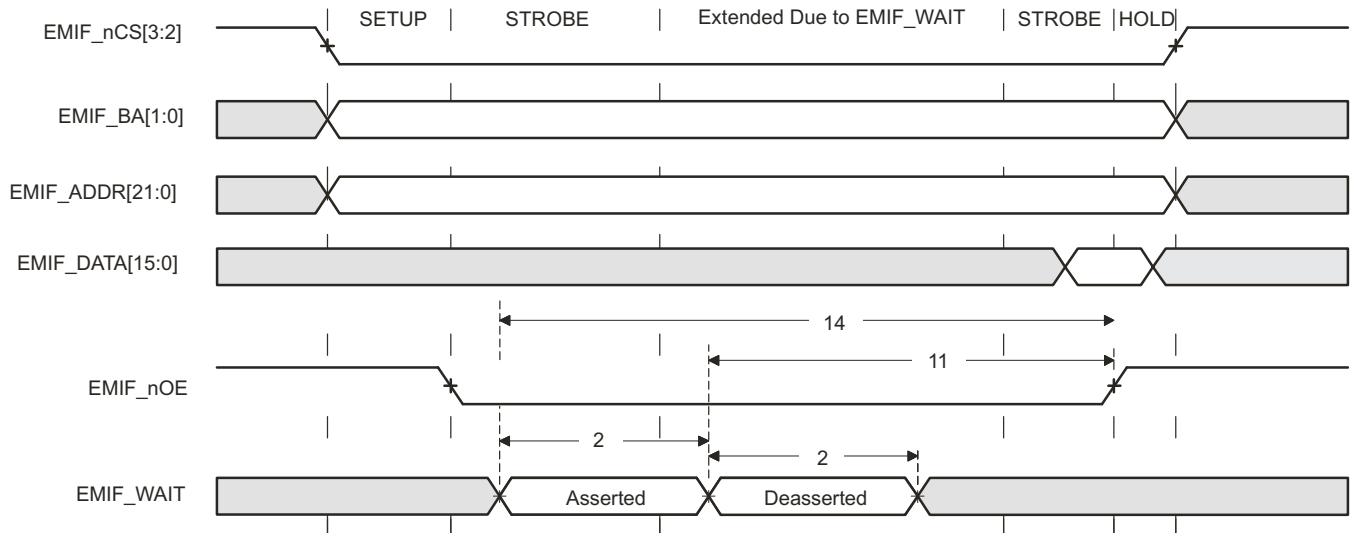 SETUP | STROBE | Extended Due to EMIF_WAIT | STROBE | HOLD
EMIF_nCS[3:2]
EMIF_BA[1:0]
EMIF_ADDR[21:0]
EMIF_DATA[15:0]
14
11
EMIF_nOE
2
2
EMIF_WAIT
Asserted
Deasserted